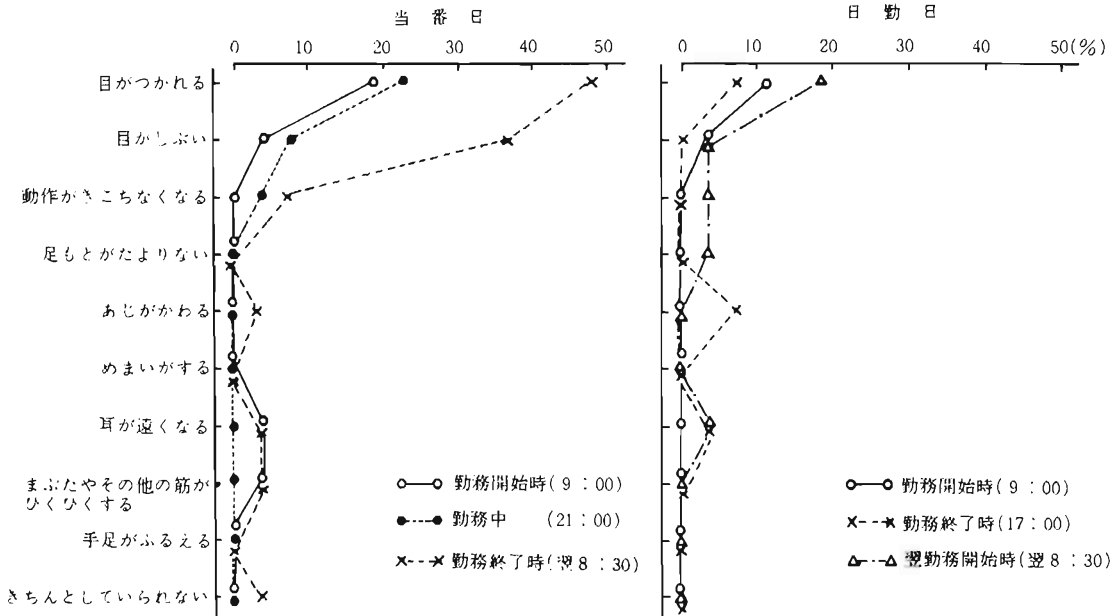 当番日
日勤日
0 10 20 30 40 50
0 10 20 30 40 50(%)
目がつかれる
目がしぶい
動作がぎこちなくなる
足もとがたよりない
あじがかわる
めまいがする
耳が遠くなる
まぶたやその他の筋が
ひくひくする
手足がふるえる
きちんとしていられない
勤務開始時(9:00)
勤務中 (21:00)
勤務終了時(翌8:30)
勤務開始時(9:00)
勤務終了時(17:00)
翌勤務開始時(翌8:30)